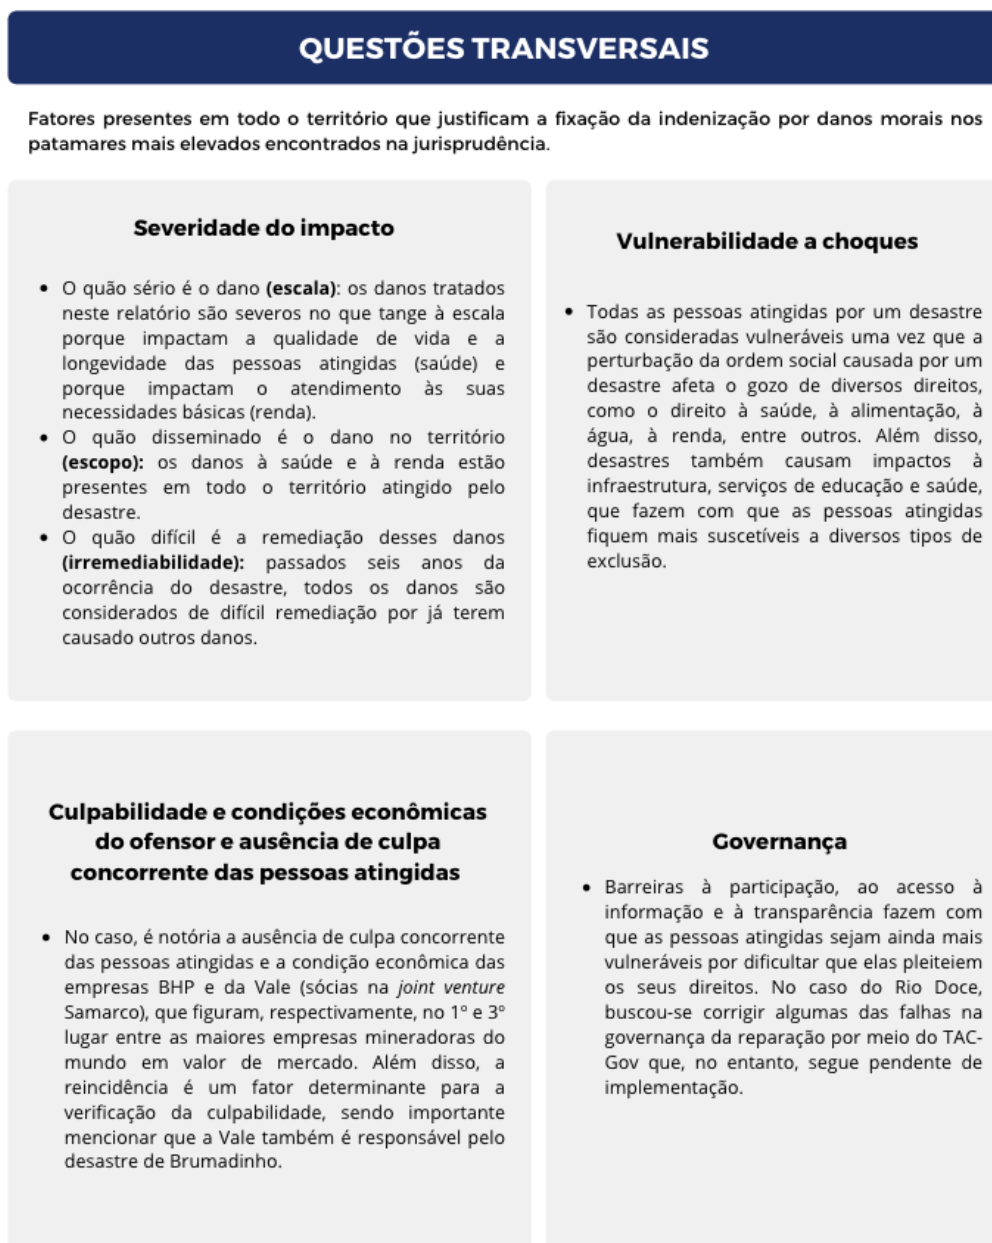 QUESTÕES TRANSVERSAIS
Fatores presentes em todo o território que justificam a fixação da indenização por danos morais nos
patamares mais elevados encontrados na jurisprudência.
Severidade do impacto
• O quão sério é o dano (escala): os danos tratados
neste relatório são severos no que tange à escala
porque impactam a qualidade de vida e a
longevidade das pessoas atingidas (saúde) e
porque impactam o atendimento às suas
necessidades básicas (renda).
• O quão disseminado é o dano no território
(escopo): os danos à saúde e à renda estão
presentes em todo o território atingido pelo
desastre.
• O quão difícil é a remediação desses danos
(irremediabilidade): passados seis anos da
ocorrência do desastre, todos os danos são
considerados de difícil remediação por já terem
causado outros danos.
Vulnerabilidade a choques
• Todas as pessoas atingidas por um desastre
são consideradas vulneráveis uma vez que a
perturbação da ordem social causada por um
desastre afeta o gozo de diversos direitos,
como o direito à saúde, à alimentação, à
água, à renda, entre outros. Além disso,
desastres também causam impactos à
infraestrutura, serviços de educação e saúde,
que fazem com que as pessoas atingidas
fiquem mais suscetíveis a diversos tipos de
exclusão.
Culpabilidade e condições econômicas
do ofensor e ausência de culpa
concorrente das pessoas atingidas
• No caso, é notória a ausência de culpa concorrente
das pessoas atingidas e a condição econômica das
empresas BHP e da Vale (sócias na joint venture
Samarco), que figuram, respectivamente, no 1º e 3º
lugar entre as maiores empresas mineradoras do
mundo em valor de mercado. Além disso, a
reincidência é um fator determinante para a
verificação da culpabilidade, sendo importante
mencionar que a Vale também é responsável pelo
desastre de Brumadinho.
Governança
• Barreiras à participação, ao acesso à
informação e à transparência fazem com
que as pessoas atingidas sejam ainda mais
vulneráveis por dificultar que elas pleiteiem
os seus direitos. No caso do Rio Doce,
buscou-se corrigir algumas das falhas na
governança da reparação por meio do TAC-
Gov que, no entanto, segue pendente de
implementação.